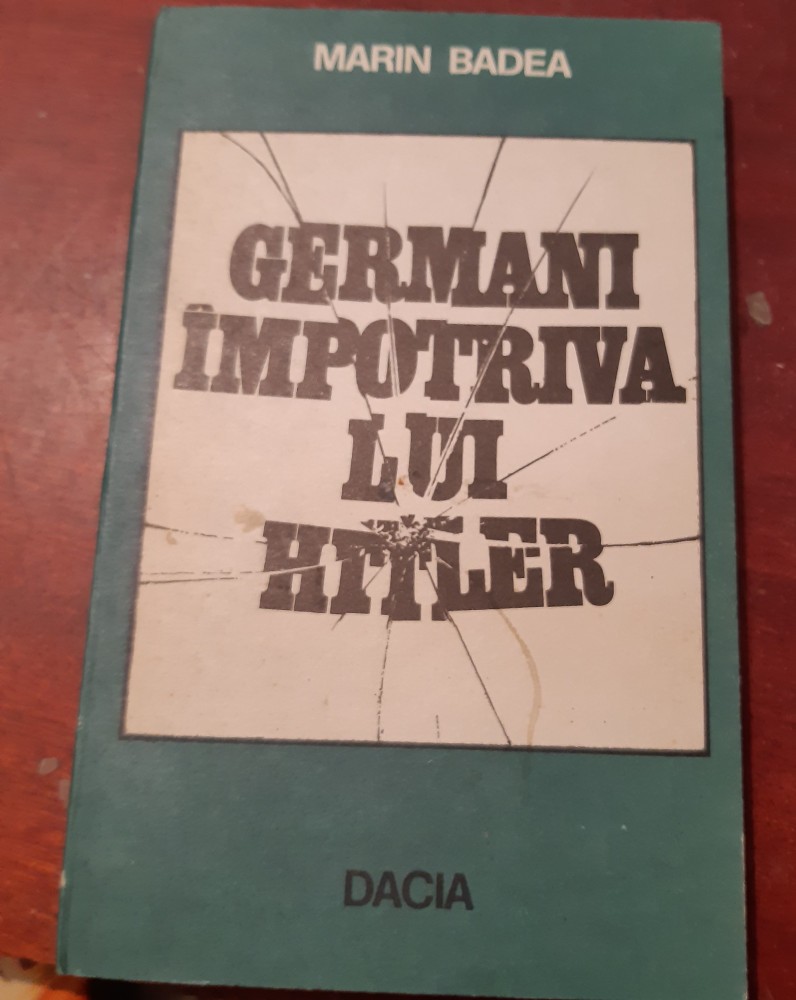 MARIN BADEA
GERMANI
ÎMPOTRIVA
LUI
HITLER
DACIA